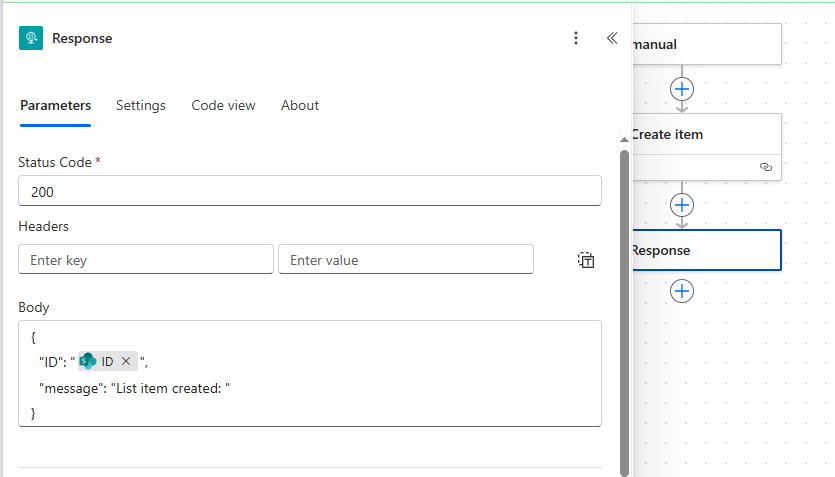 Response
Parameters Settings Code view About
Status Code *
200
Headers
Enter key Enter value
Body
{
"ID": " ID ",
"message": "List item created: "
}
manual
Create item
Response